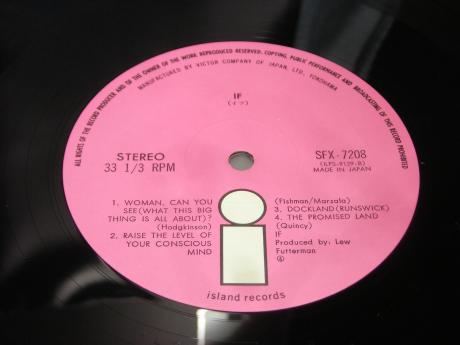 ALL RIGHTS OF THE RECORD PRODUCER AND OF THE OWNER OF THE WORK REPRODUCED RESERVED. COPYING, PUBLIC PERFORMANCE AND BROADCASTING OF THIS RECORD PROHIBITED
MANUFACTURED BY VICTOR COMPANY OF JAPAN, LTD, YOKOHAMA
IF
(イフ)
STEREO
33 1/3 RPM
SFX-7208
(ILPS-9129-B)
MADE IN JAPAN
1. WOMAN, CAN YOU
SEE(WHAT THIS BIG
THING IS ALL ABOUT)?
(Hodgkinson)
2. RAISE THE LEVEL OF
YOUR CONSCIOUS
MIND
(Fishman/Marsala)
3. DOCKLAND(RUNSWICK)
4. THE PROMISED LAND
(Quincy)
IF
Produced by: Lew
Futterman
i
island records